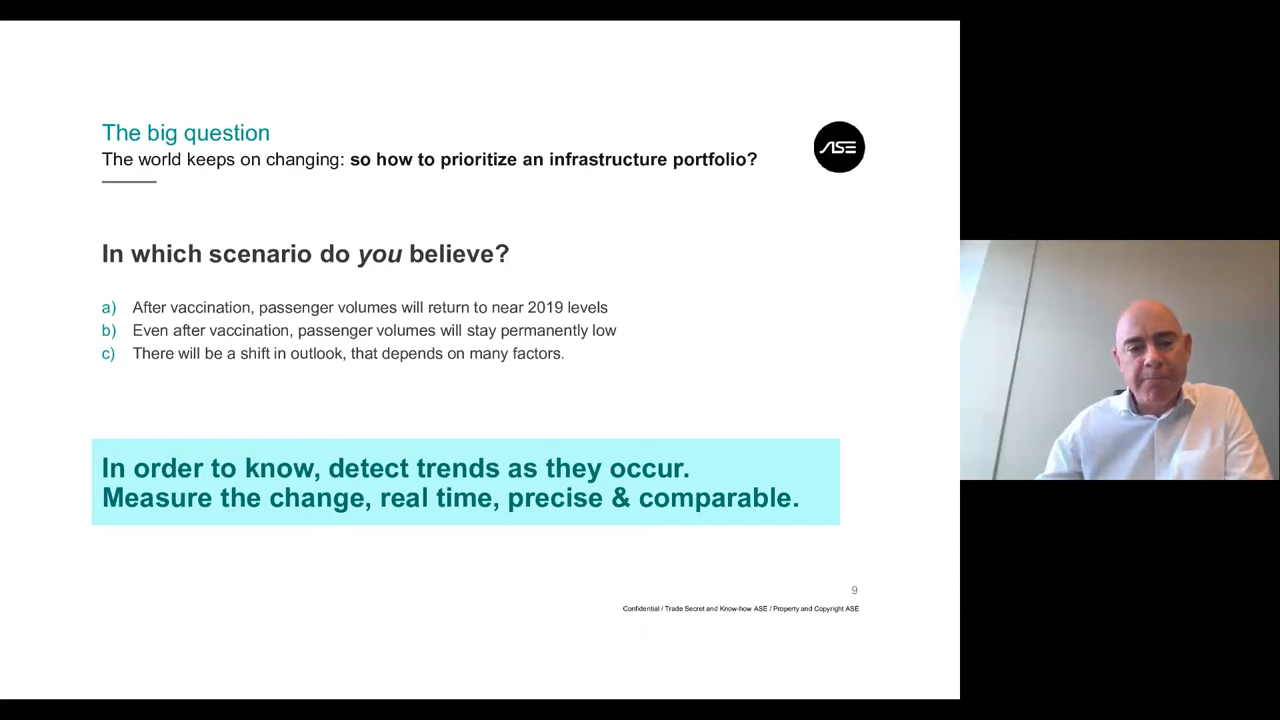 The big question
The world keeps on changing: so how to prioritize an infrastructure portfolio?
ASE
In which scenario do you believe?
a) After vaccination, passenger volumes will return to near 2019 levels
b) Even after vaccination, passenger volumes will stay permanently low
c) There will be a shift in outlook, that depends on many factors.
In order to know, detect trends as they occur.
Measure the change, real time, precise & comparable.
9
Confidential / Trade Secret and Know-how ASE / Property and Copyright ASE